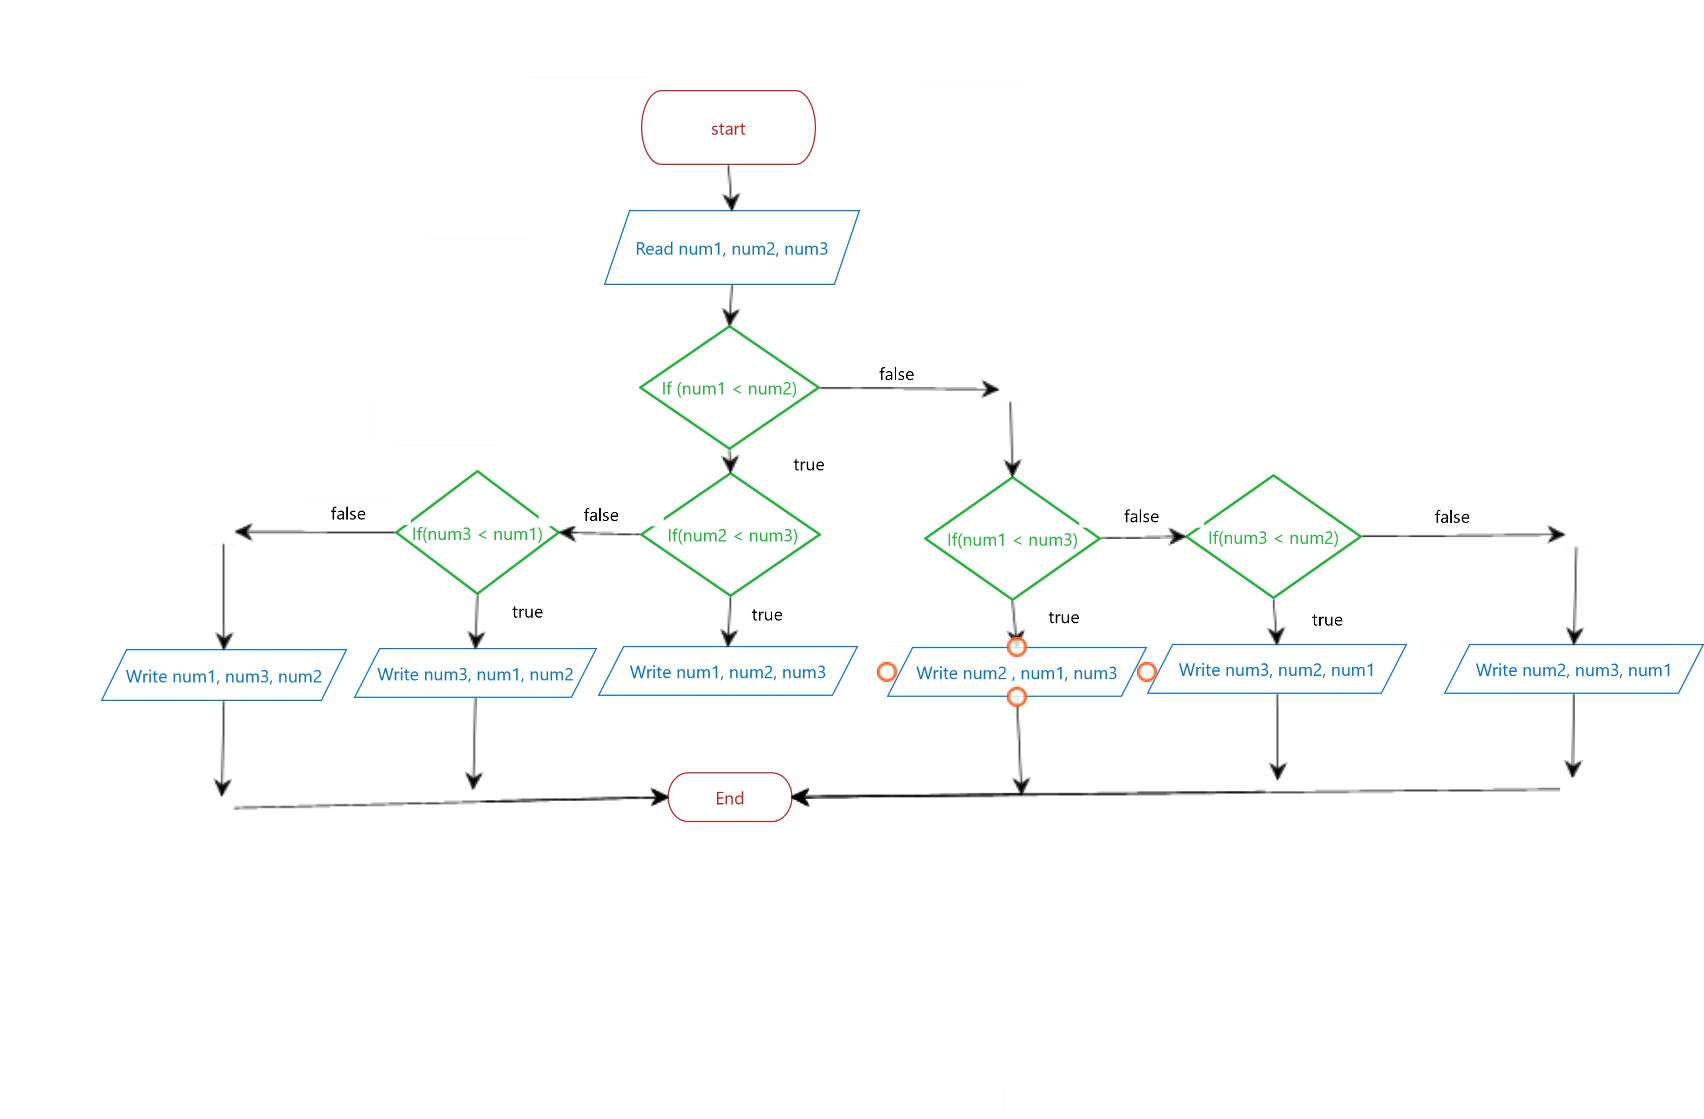 start
Read num1, num2, num3
If (num1 < num2)
false
true
false
If(num3 < num1)
false
If(num2 < num3)
If(num1 < num3)
false
If(num3 < num2)
false
true
true
true
true
Write num1, num3, num2
Write num3, num1, num2
Write num1, num2, num3
Write num2 , num1, num3
Write num3, num2, num1
Write num2, num3, num1
End